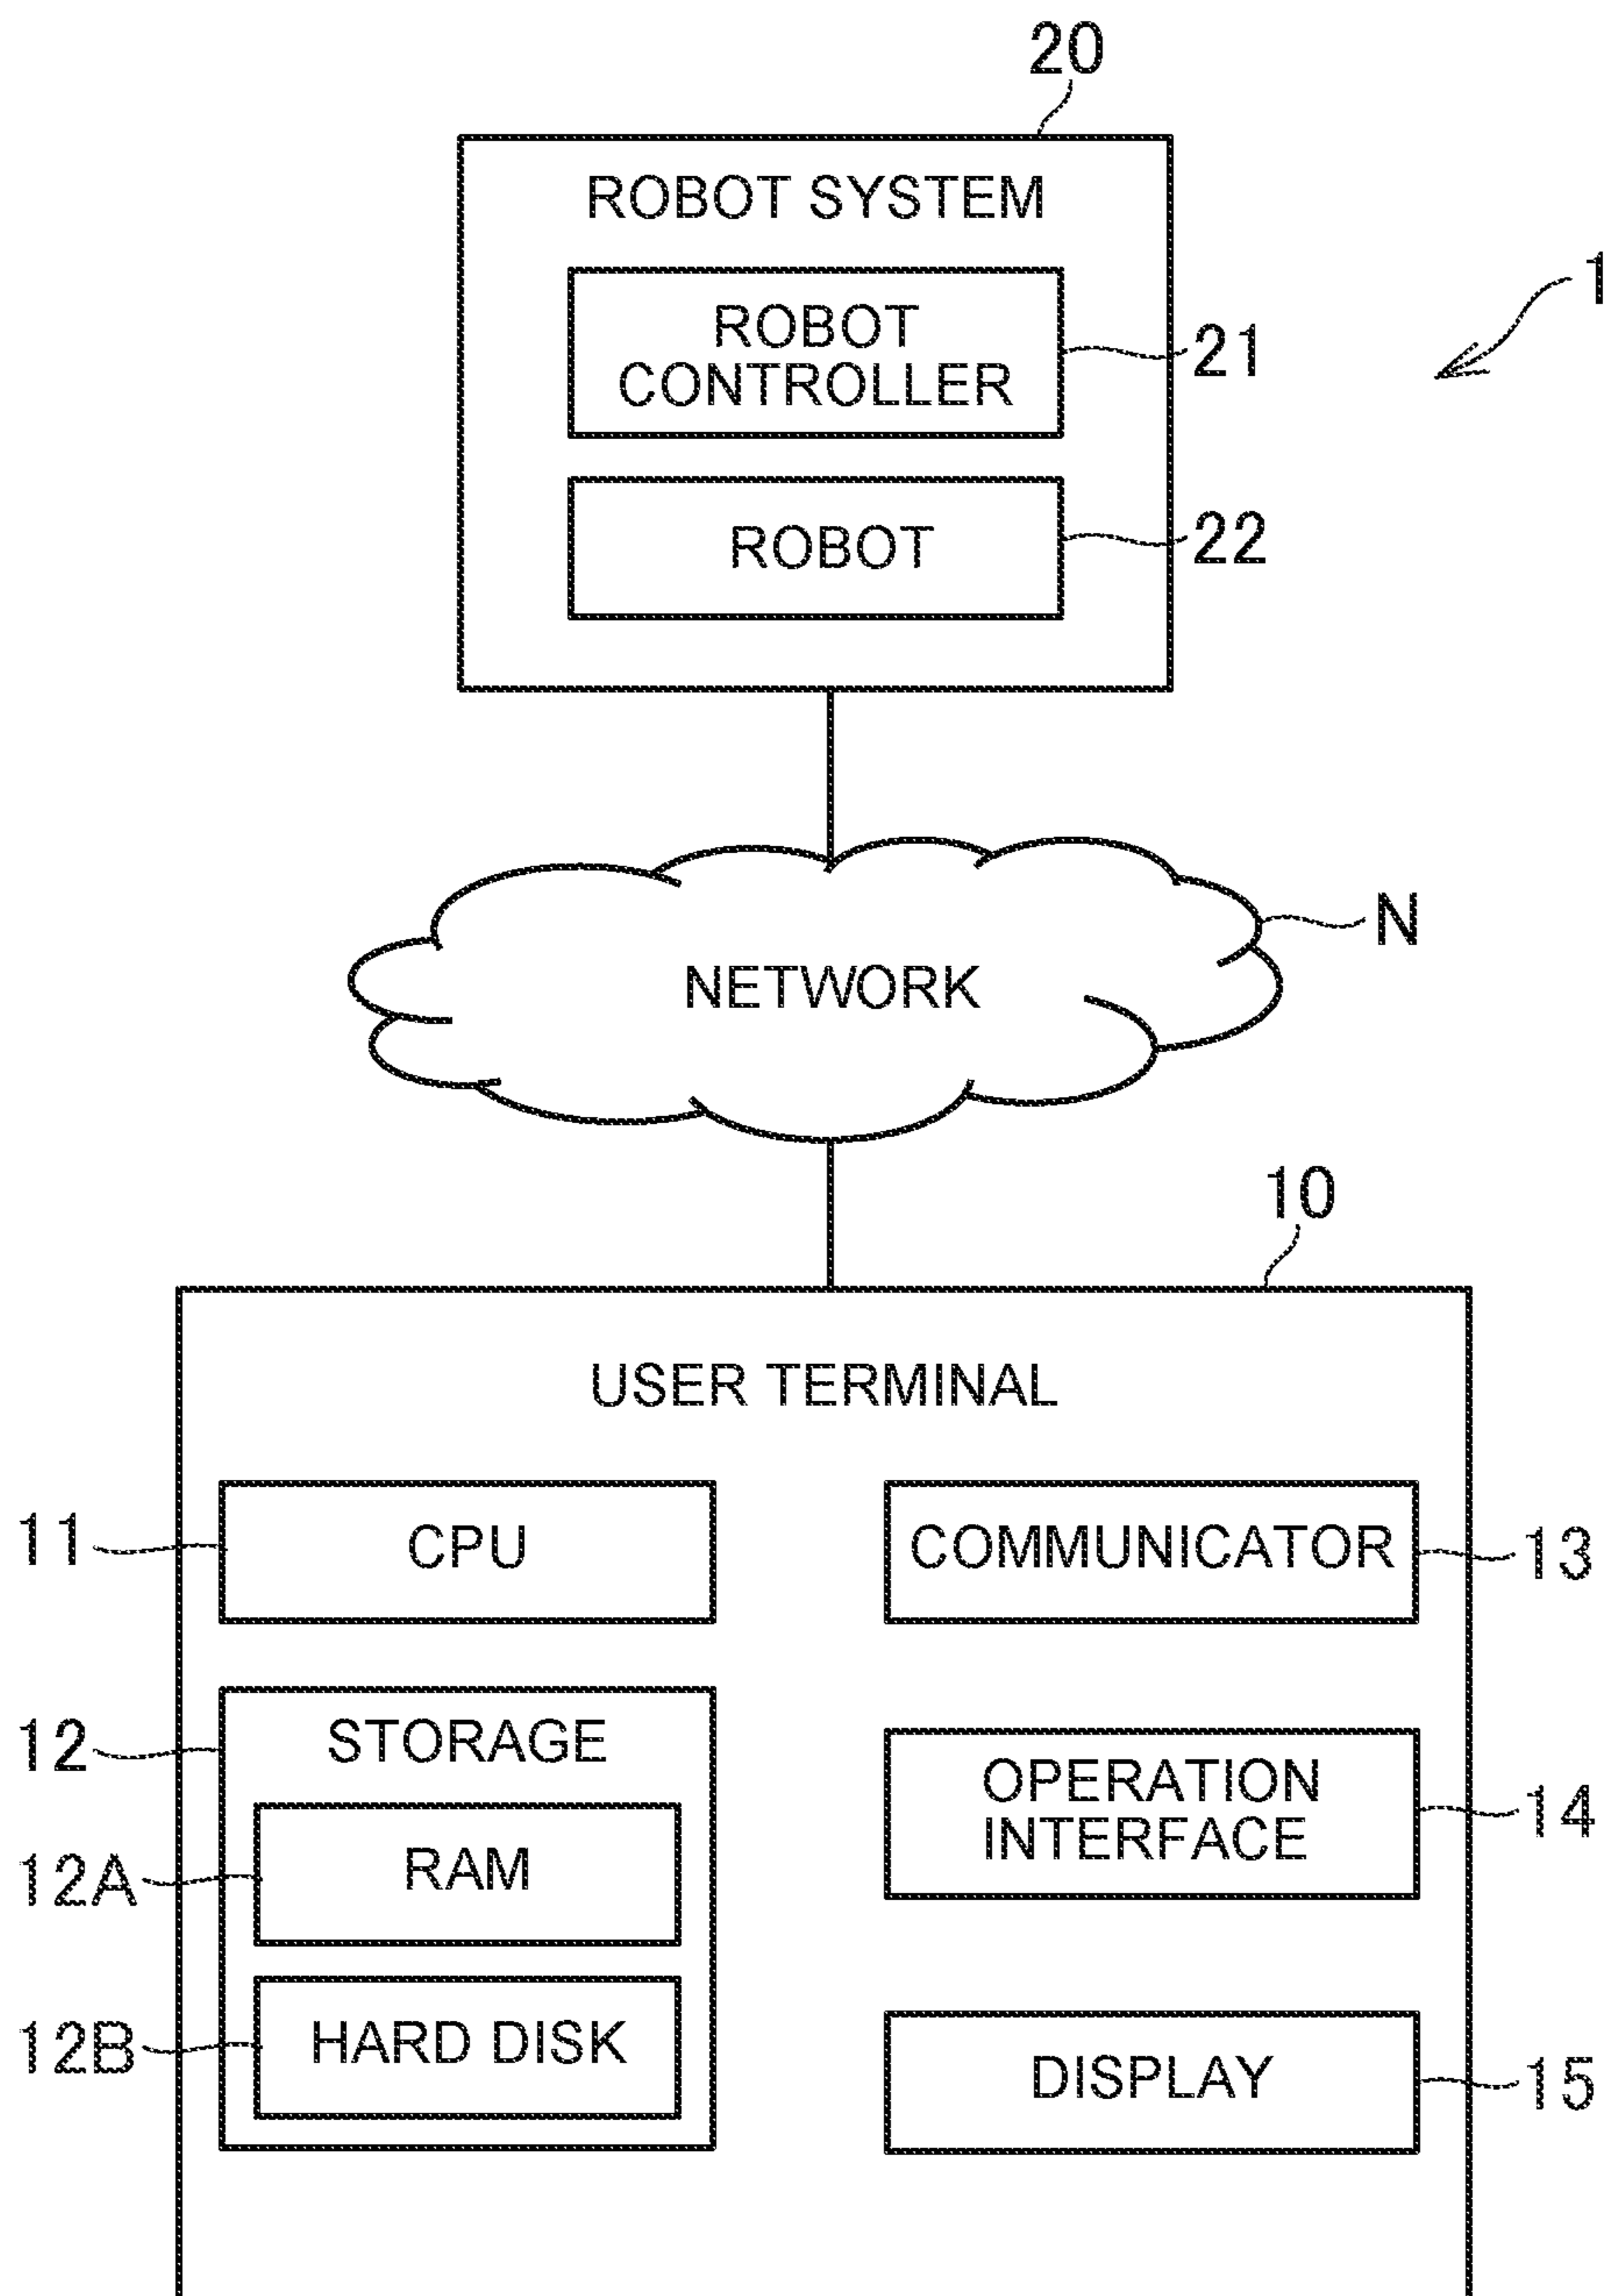 20
ROBOT SYSTEM
1
ROBOT
CONTROLLER
21
ROBOT
22
N
NETWORK
10
USER TERMINAL
11
CPU
COMMUNICATOR
13
12
STORAGE
OPERATION
INTERFACE
14
12A
RAM
12B
HARD DISK
DISPLAY
15